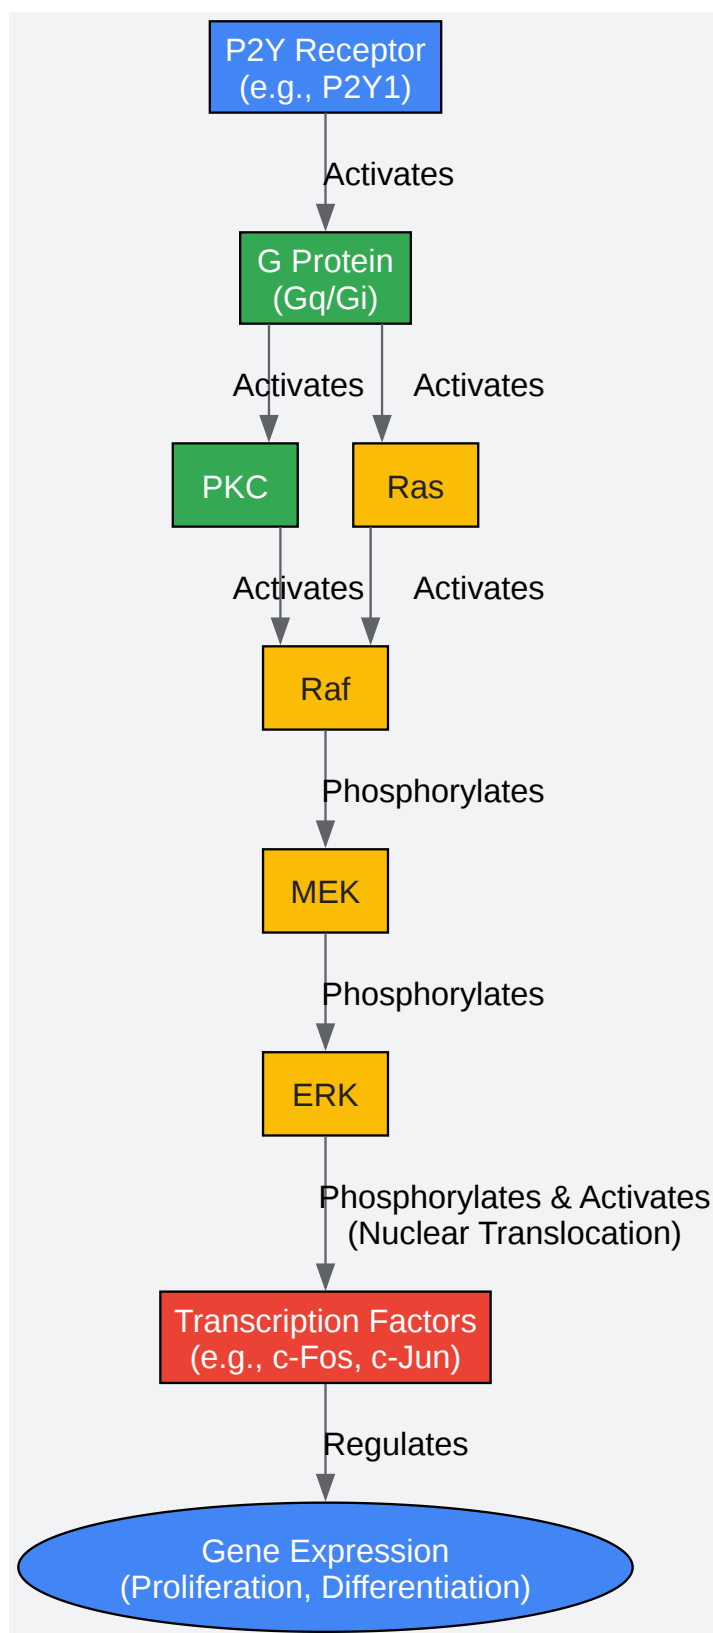 P2Y Receptor
(e.g., P2Y1)
Activates
G Protein
(Gq/Gi)
Activates
Activates
PKC
Ras
Activates
Activates
Raf
Phosphorylates
MEK
Phosphorylates
ERK
Phosphorylates & Activates
(Nuclear Translocation)
Transcription Factors
(e.g., c-Fos, c-Jun)
Regulates
Gene Expression
(Proliferation, Differentiation)